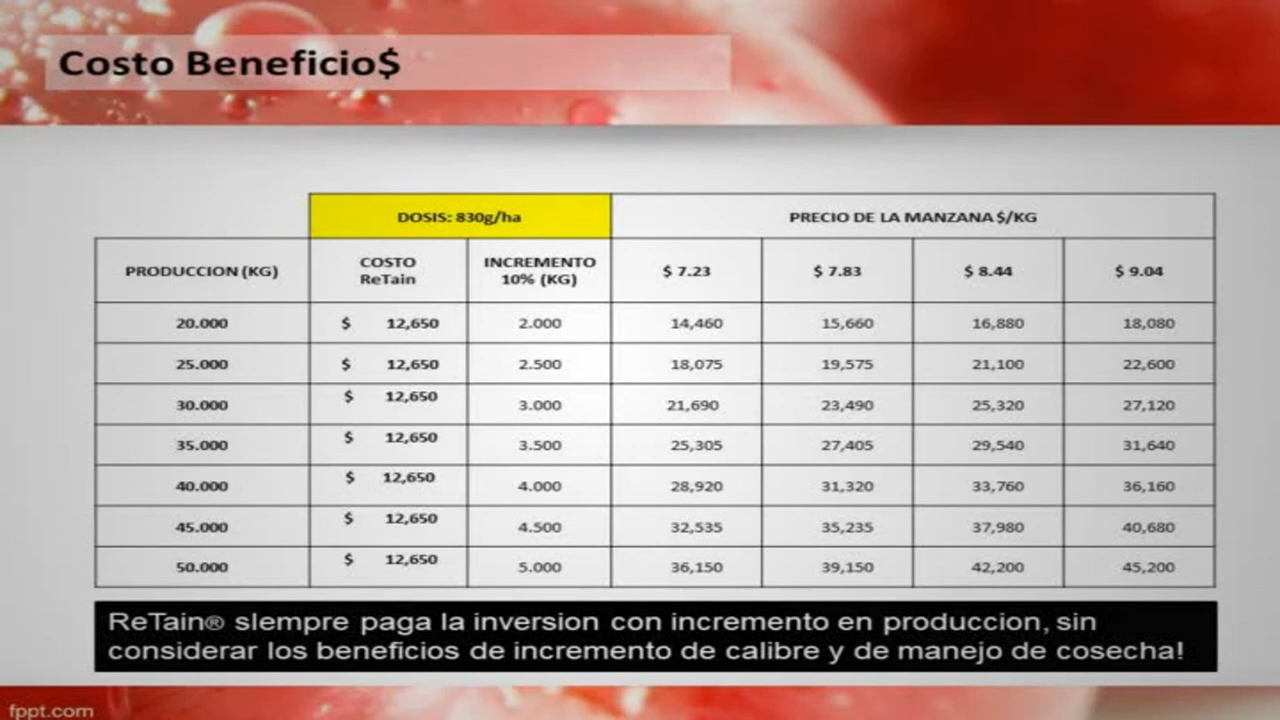 Costo Beneficio$
DOSIS: 830g/ha PRECIO DE LA MANZANA $/KG
PRODUCCION (KG) COSTO ReTain INCREMENTO 10% (KG) $ 7.23 $ 7.83 $ 8.44 $ 9.04
20.000 $ 12,650 2.000 14,460 15,660 16,880 18,080
25.000 $ 12,650 2.500 18,075 19,575 21,100 22,600
30.000 $ 12,650 3.000 21,690 23,490 25,320 27,120
35.000 $ 12,650 3.500 25,305 27,405 29,540 31,640
40.000 $ 12,650 4.000 28,920 31,320 33,760 36,160
45.000 $ 12,650 4.500 32,535 35,235 37,980 40,680
50.000 $ 12,650 5.000 36,150 39,150 42,200 45,200
ReTain® sIempre paga la inversion con incremento en produccion, sin
considerar los beneficios de incremento de calibre y de manejo de cosecha!
fppt.com